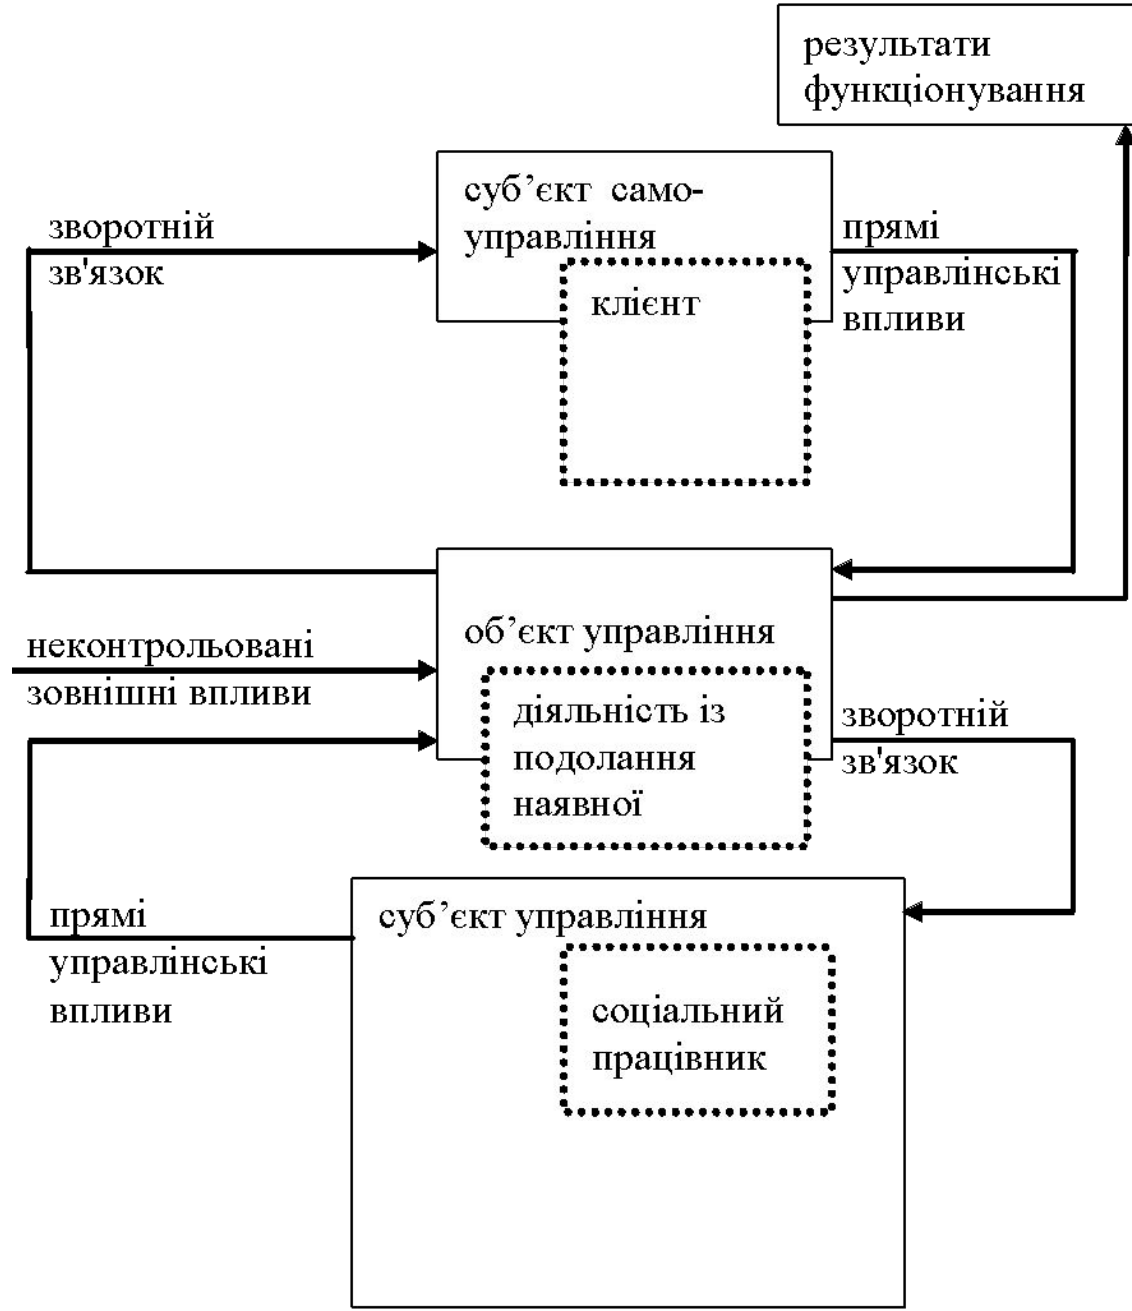 результати
функціонування
суб’єкт само-
управління
клієнт
зворотній
зв'язок
прямі
управлінські
впливи
об’єкт управління
діяльність із
подолання
наявної
неконтрольовані
зовнішні впливи
зворотній
зв'язок
суб’єкт управління
соціальний
працівник
прямі
управлінські
впливи